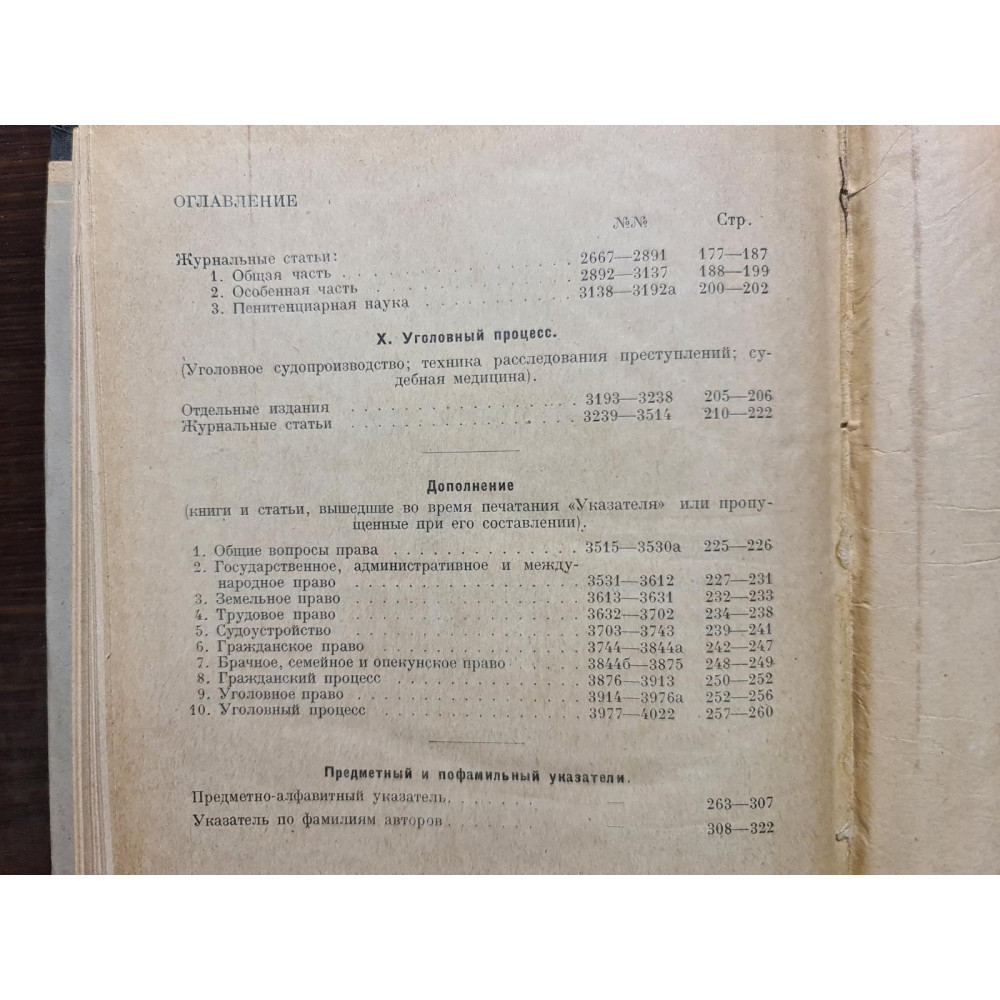 ОГЛАВЛЕНИЕ
№№ Стр.
Журнальные статьи:
1. Общая часть . . . . . . . . . . . . . 2667—2891 177—187
2. Особенная часть . . . . . . . . . . . . 2892—3137 188—199
3. Пенитенциарная наука . . . . . . . . 3138—3192а 200—202
X. Уголовный процесс.
(Уголовное судопроизводство; техника расследования преступлений; су-
дебная медицина).
Отдельные издания . . . . . . . . . . . . . 3193—3238 205—206
Журнальные статьи . . . . . . . . . . . . . 3239—3514 210—222
Дополнение
(книги и статьи, вышедшие во время печатания «Указателя» или пропу-
щенные при его составлении).
1. Общие вопросы права . . . . . . . . . . . 3515—3530а 225—226
2. Государственное, административное и между-
народное право . . . . . . . . . . . . . 3531—3612 227—231
3. Земельное право . . . . . . . . . . . . . 3613—3631 232—233
4. Трудовое право . . . . . . . . . . . . . 3632—3702 234—238
5. Судоустройство . . . . . . . . . . . . . 3703—3743 239—241
6. Гражданское право . . . . . . . . . . . . 3744—3844а 242—247
7. Брачное, семейное и опекунское право . . . . 3844б—3875 248—249
8. Гражданский процесс . . . . . . . . . . . 3876—3913 250—252
9. Уголовное право . . . . . . . . . . . . . 3914—3976а 252—256
10. Уголовный процесс . . . . . . . . . . . . 3977—4022 257—260
Предметный и пофамильный указатели.
Предметно-алфавитный указатель. . . . . . . — 263—307
Указатель по фамилиям авторов . . . . . . . — 308—322